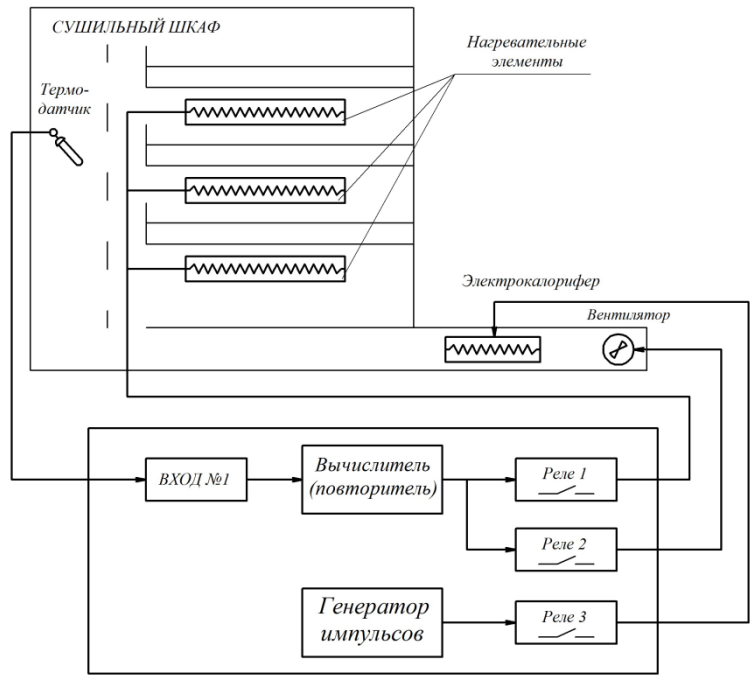 СУШИЛЬНЫЙ ШКАФ
Нагревательные
элементы
Термо-
датчик
Электрокалорифер
Вентилятор
ВХОД №1
Вычислитель
(повторитель)
Реле 1
Реле 2
Генератор
импульсов
Реле 3